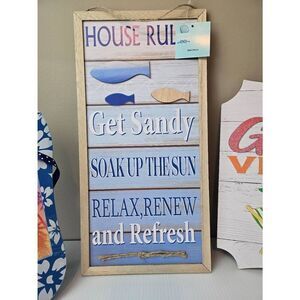 HOUSE RUL
Get Sandy
SOAK UP THE SUN
RELAX, RENEW
and Refresh
G
V